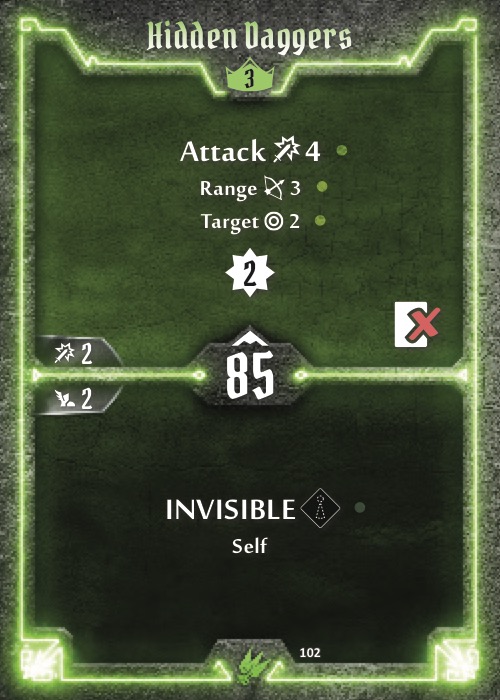 Hidden Daggers
3
Attack 4
Range 3
Target 2
2
2
85
2
INVISIBLE
Self
102